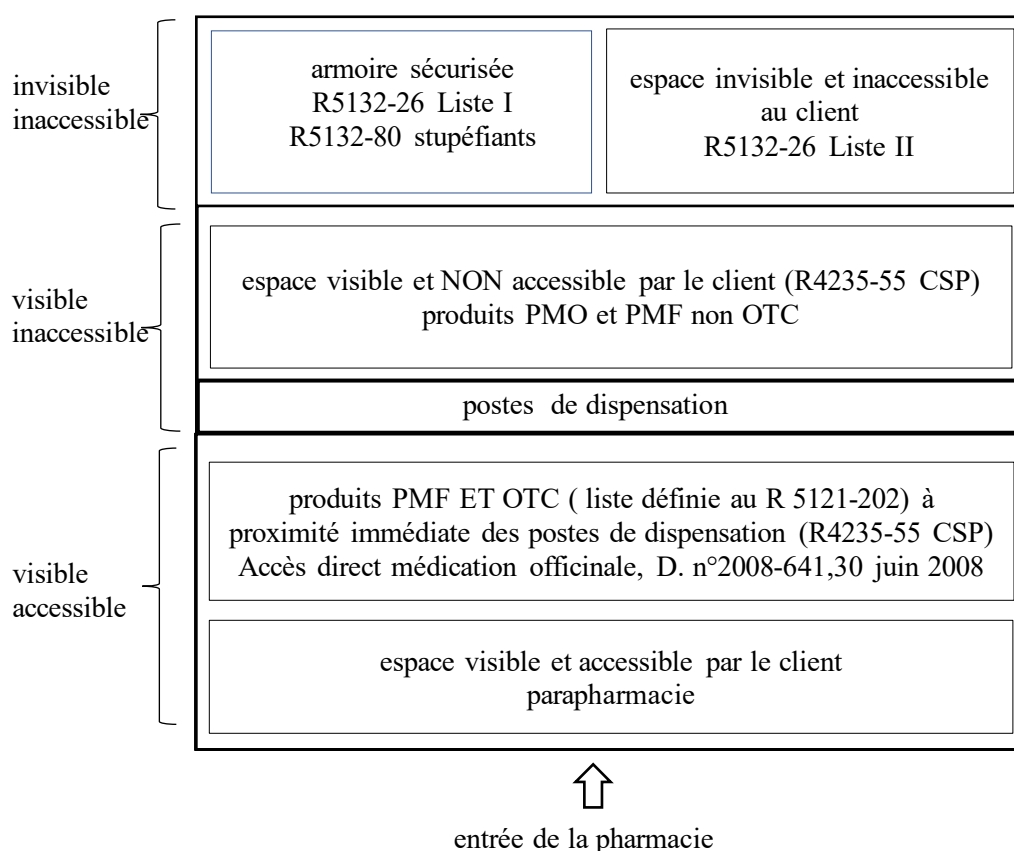 invisible
inaccessible
armoire sécurisée
R5132-26 Liste I
R5132-80 stupéfiants
espace invisible et inaccessible
au client
R5132-26 Liste II
visible
inaccessible
espace visible et NON accessible par le client (R4235-55 CSP)
produits PMO et PMF non OTC
postes de dispensation
visible
accessible
produits PMF ET OTC ( liste définie au R 5121-202) à
proximité immédiate des postes de dispensation (R4235-55 CSP)
Accès direct médication officinale, D. n°2008-641,30 juin 2008
espace visible et accessible par le client
parapharmacie
entrée de la pharmacie